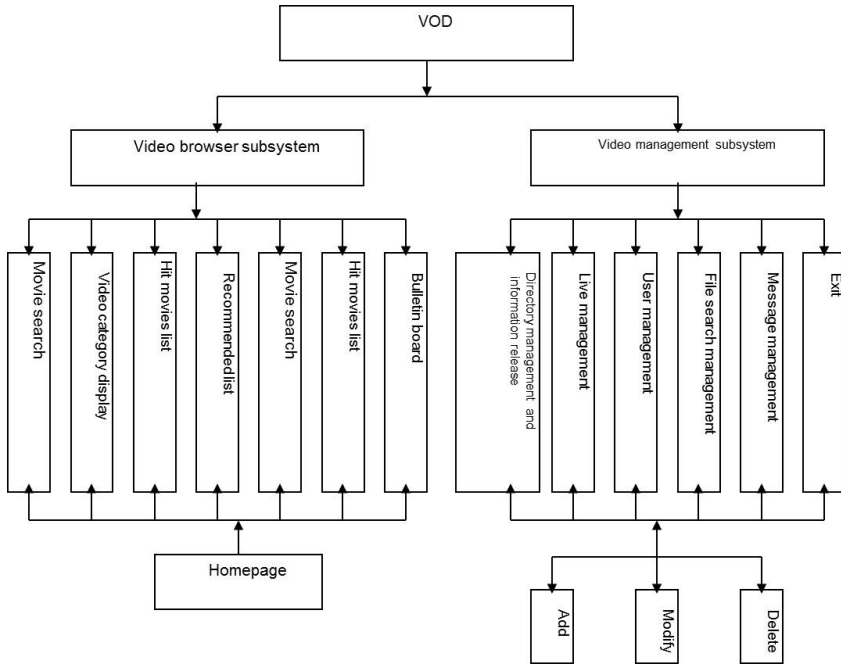 VOD
Video browser subsystem
Video management subsystem
Movie search
Video category display
Hit movies list
Recommended list
Movie search
Hit movies list
Bulletin board
Directory management and
information release
Live management
User management
File search management
Message management
Exit
Homepage
Add
Modify
Delete